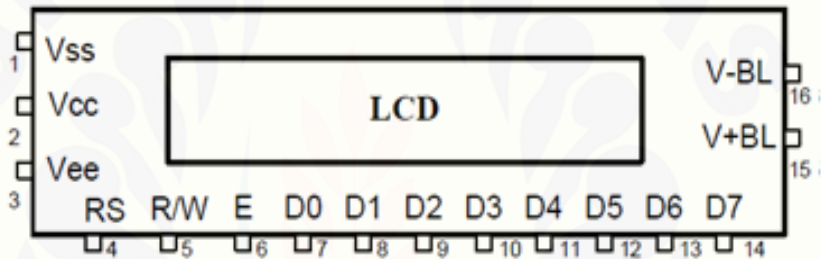 1 Vss
V-BL 16
Vcc
LCD
2
V+BL 15
Vee
3
RS R/W E D0 D1 D2 D3 D4 D5 D6 D7
4 5 6 7 8 9 10 11 12 13 14